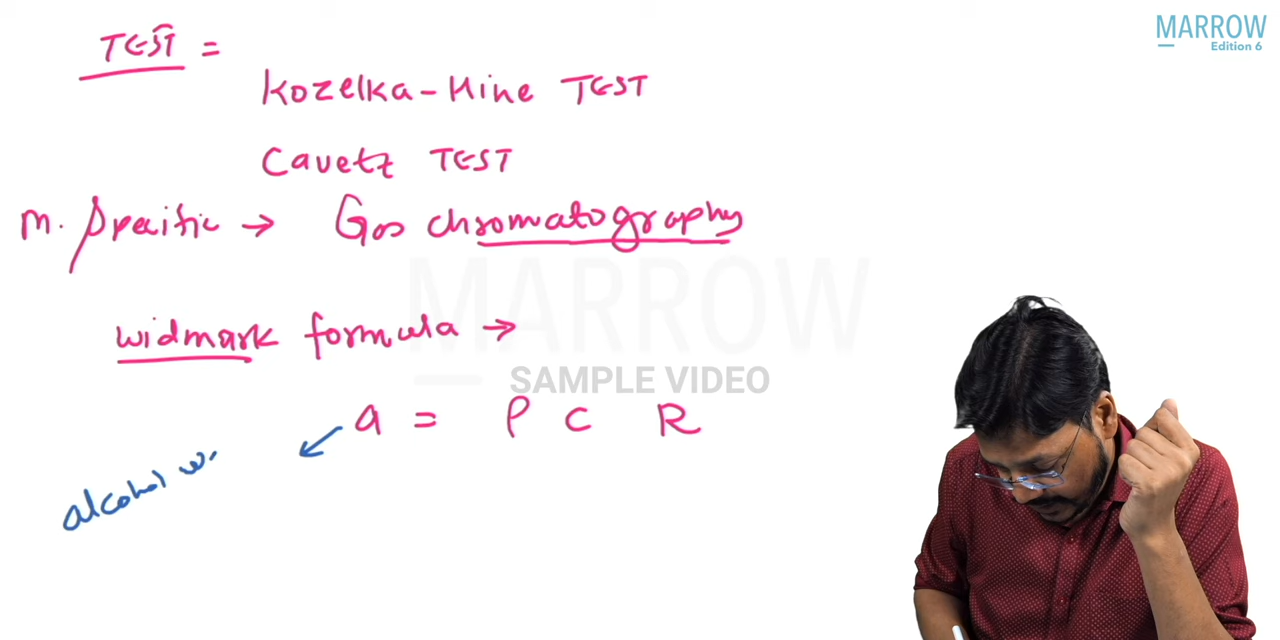 MARROW
Edition 6
TEST =
Kozelka - Hine TEST
Cavett TEST
m. Specific → Gas chromatography
MARROW
widmark formula →
SAMPLE VIDEO
a = P C R
alcohol w.